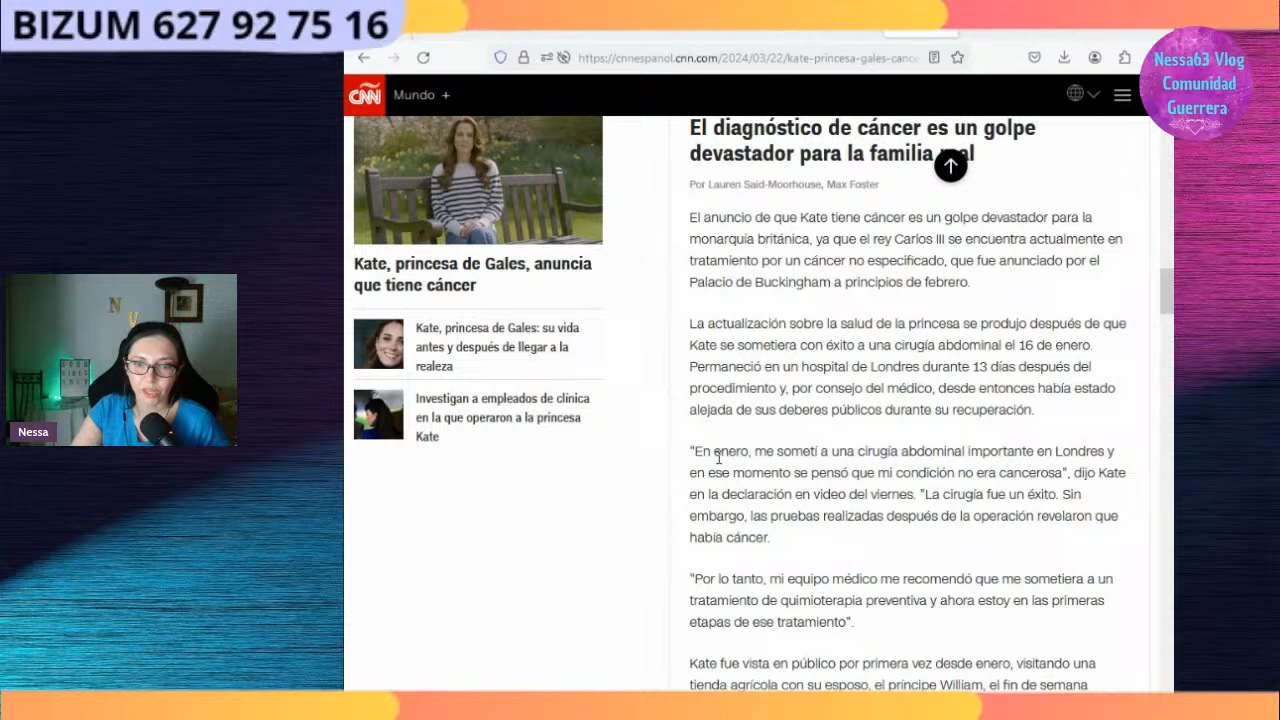 BIZUM 627 92 75 16
https://cnnespanol.cnn.com/2024/03/22/kate-princesa-gales-cance
Nessa63 Vlog
Comunidad
Guerrera
CNN
Mundo +
El diagnóstico de cáncer es un golpe
devastador para la familia
Por Lauren Said-Moorhouse, Max Foster
El anuncio de que Kate tiene cáncer es un golpe devastador para la
monarquía británica, ya que el rey Carlos III se encuentra actualmente en
tratamiento por un cáncer no especificado, que fue anunciado por el
Palacio de Buckingham a principios de febrero.
La actualización sobre la salud de la princesa se produjo después de que
Kate se sometiera con éxito a una cirugía abdominal el 16 de enero.
Permaneció en un hospital de Londres durante 13 días después del
procedimiento y, por consejo del médico, desde entonces había estado
alejada de sus deberes públicos durante su recuperación.
"En enero, me sometí a una cirugía abdominal importante en Londres y
en ese momento se pensó que mi condición no era cancerosa", dijo Kate
en la declaración en video del viernes. "La cirugía fue un éxito. Sin
embargo, las pruebas realizadas después de la operación revelaron que
había cáncer.
"Por lo tanto, mi equipo médico me recomendó que me sometiera a un
tratamiento de quimioterapia preventiva y ahora estoy en las primeras
etapas de ese tratamiento".
Kate fue vista en público por primera vez desde enero, visitando una
tienda agrícola con su esposo, el príncipe William, el fin de semana
Kate, princesa de Gales, anuncia
que tiene cáncer
Kate, princesa de Gales: su vida
antes y después de llegar a la
realeza
Investigan a empleados de clínica
en la que operaron a la princesa
Kate
N
V
Nessa